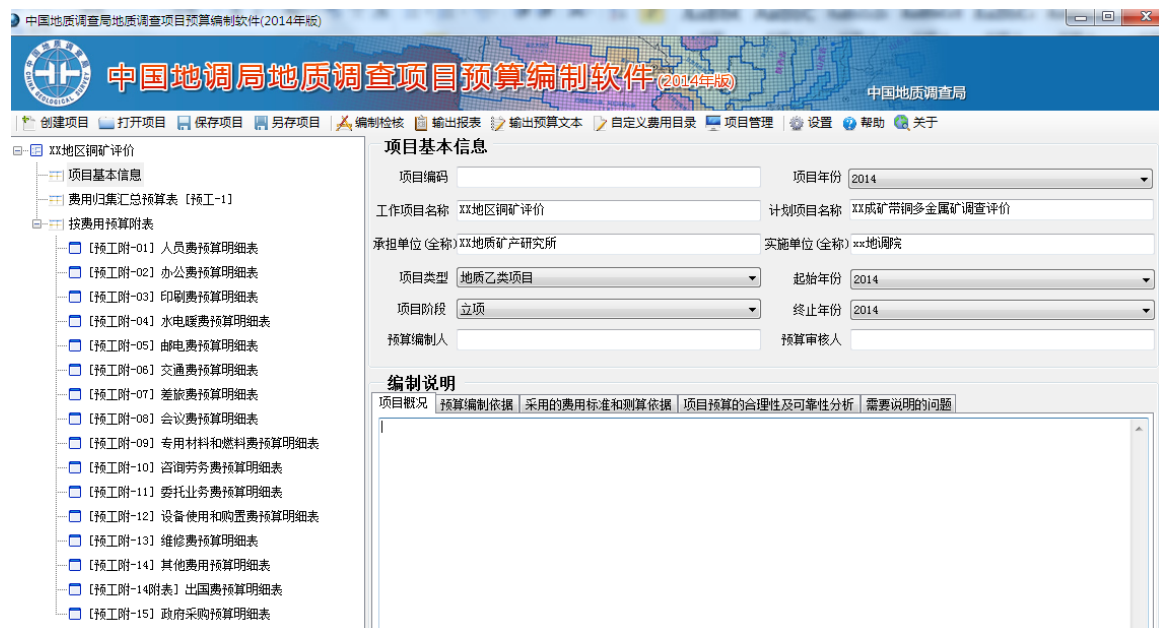 中国地质调查局地质调查项目预算编制软件(2014年版)
中国地调局地质调查项目预算编制软件(2014年版)
中国地质调查局
创建项目 打开项目 保存项目 另存项目 编制检核 输出报表 输出预算文本 自定义费用目录 项目管理 设置 帮助 关于
XX地区铜矿评价
项目基本信息
费用归集汇总预算表 [预工-1]
按费用预算附表
[预工附-01] 人员费预算明细表
[预工附-02] 办公费预算明细表
[预工附-03] 印刷费预算明细表
[预工附-04] 水电暖费预算明细表
[预工附-05] 邮电费预算明细表
[预工附-06] 交通费预算明细表
[预工附-07] 差旅费预算明细表
[预工附-08] 会议费预算明细表
[预工附-09] 专用材料和燃料费预算明细表
[预工附-10] 咨询劳务费预算明细表
[预工附-11] 委托业务费预算明细表
[预工附-12] 设备使用和购置费预算明细表
[预工附-13] 维修费预算明细表
[预工附-14] 其他费用预算明细表
[预工附-14附表] 出国费预算明细表
[预工附-15] 政府采购预算明细表
项目基本信息
项目编码 项目年份 2014
工作项目名称 XX地区铜矿评价 计划项目名称 XX成矿带铜多金属矿调查评价
承担单位(全称) XX地质矿产研究所 实施单位(全称) xx地调院
项目类型 地质乙类项目 起始年份 2014
项目阶段 立项 终止年份 2014
预算编制人 预算审核人
编制说明
项目概况 预算编制依据 采用的费用标准和测算依据 项目预算的合理性及可靠性分析 需要说明的问题